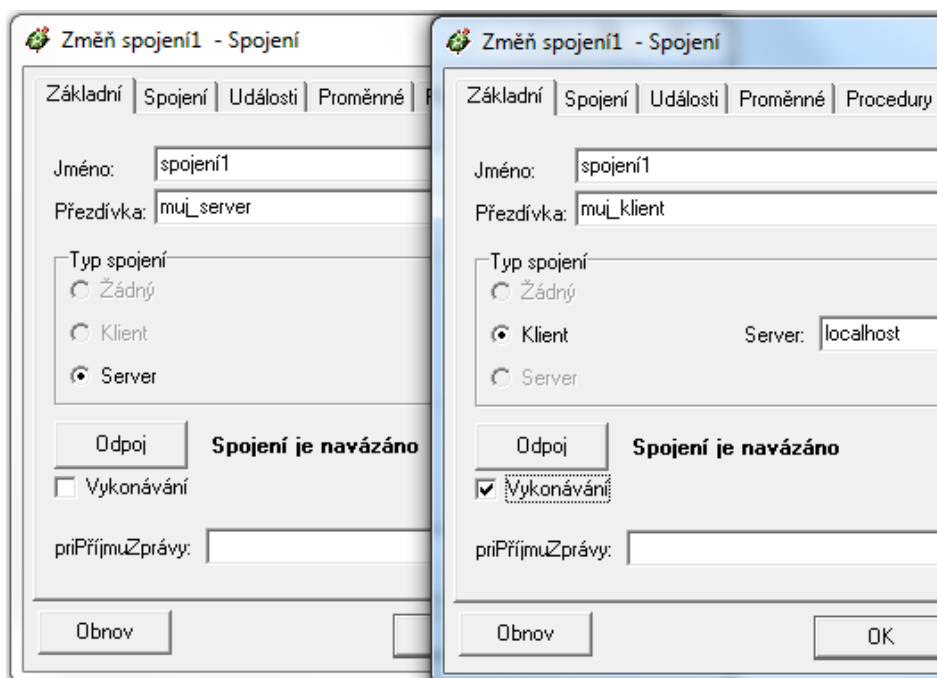 Změň spojení1 - Spojení
Základní Spojení Události Proměnné
Jméno: spojení1
Přezdívka: muj_server
Typ spojení
Žádný
Klient
Server
Odpoj Spojení je navázáno
Vykonávání
priPříjmuZprávy:
Obnov
Změň spojení1 - Spojení
Základní Spojení Události Proměnné Procedury
Jméno: spojení1
Přezdívka: muj_klient
Typ spojení
Žádný
Klient Server: localhost
Server
Odpoj Spojení je navázáno
Vykonávání
priPříjmuZprávy:
Obnov OK